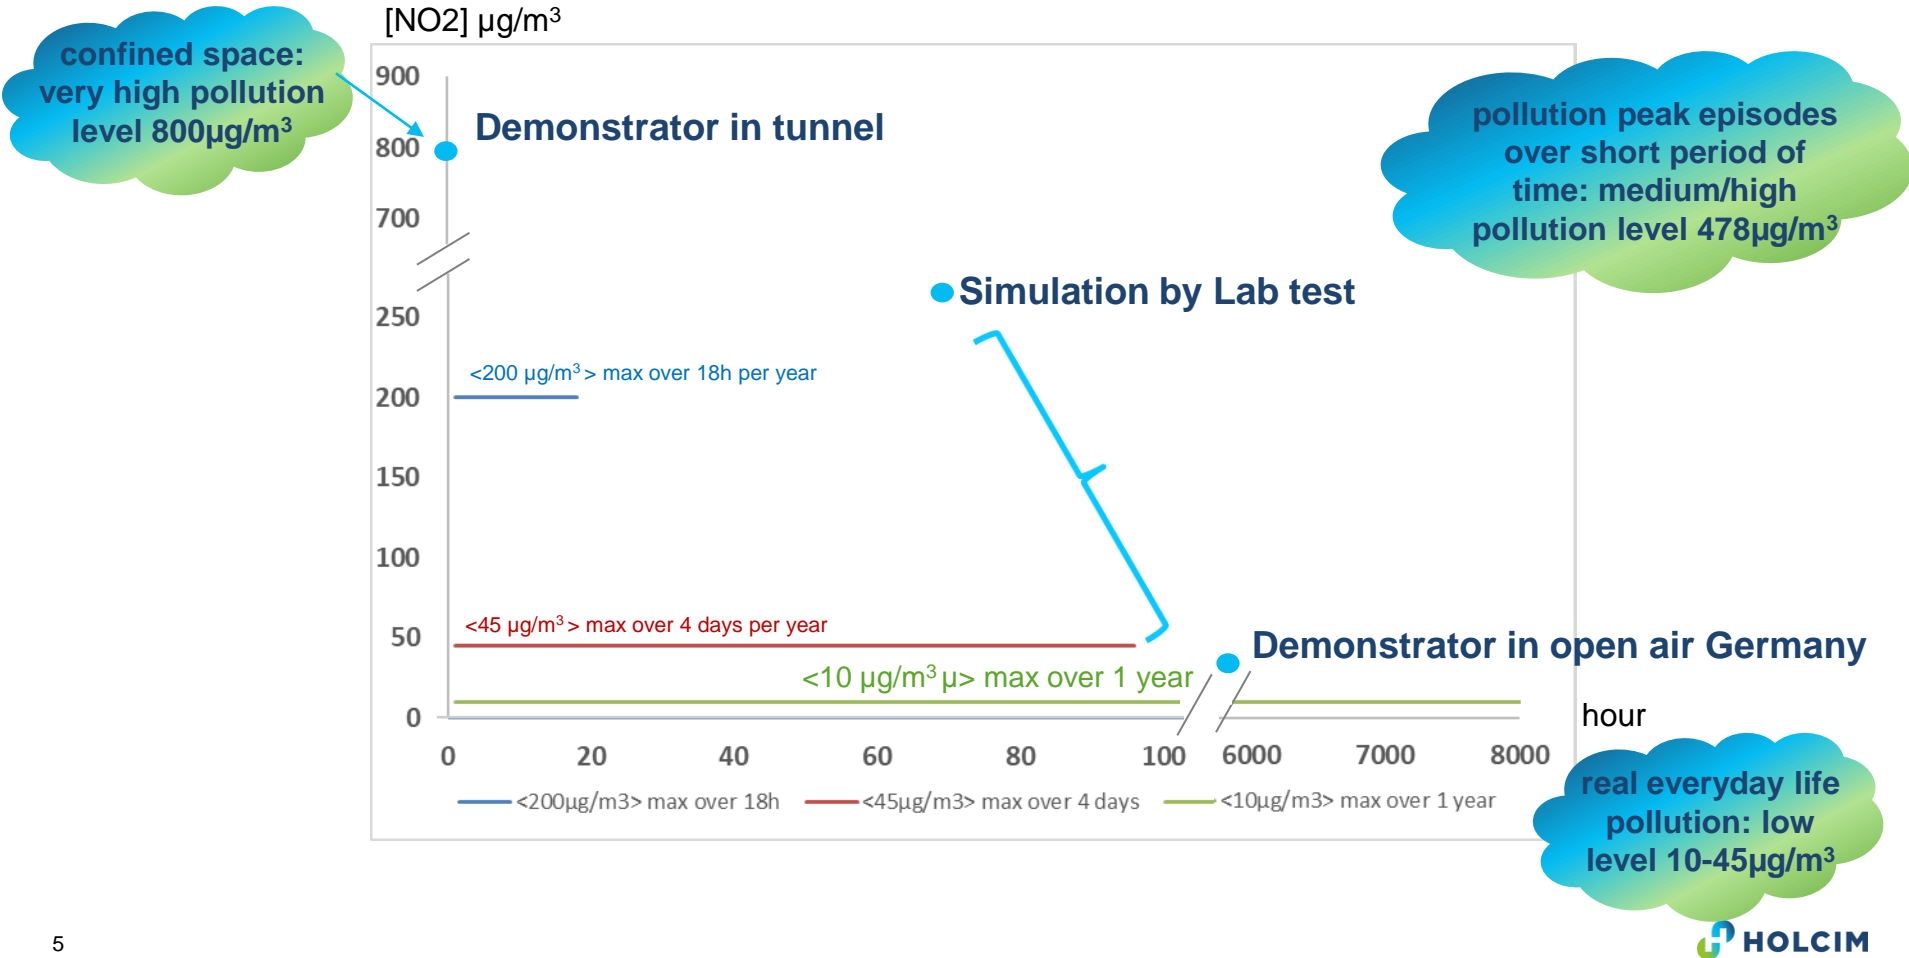 [NO2] µg/m³
confined space:
very high pollution
level 800µg/m³
900
800
700
250
200
150
100
50
0
Demonstrator in tunnel
pollution peak episodes
over short period of
time: medium/high
pollution level 478µg/m³
Simulation by Lab test
<200 µg/m³ > max over 18h per year
<45 µg/m³ > max over 4 days per year
<10 µg/m³ µ> max over 1 year
Demonstrator in open air Germany
hour
0 20 40 60 80 100 6000 7000 8000
<200µg/m3> max over 18h <45µg/m3> max over 4 days <10µg/m3> max over 1 year
real everyday life
pollution: low
level 10-45µg/m³
5
HOLCIM